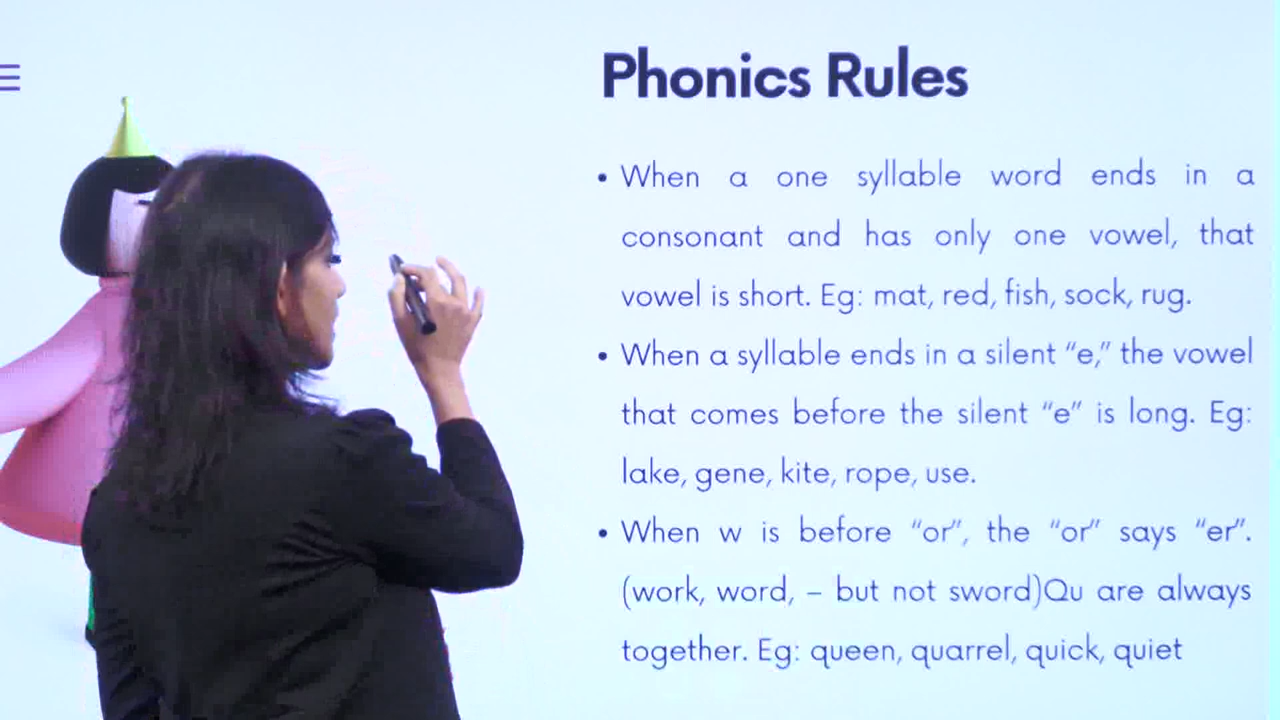 Phonics Rules
• When a one syllable word ends in a
consonant and has only one vowel, that
vowel is short. Eg: mat, red, fish, sock, rug.
• When a syllable ends in a silent “e,” the vowel
that comes before the silent “e” is long. Eg:
lake, gene, kite, rope, use.
• When w is before “or”, the “or” says “er”.
(work, word, – but not sword)Qu are always
together. Eg: queen, quarrel, quick, quiet